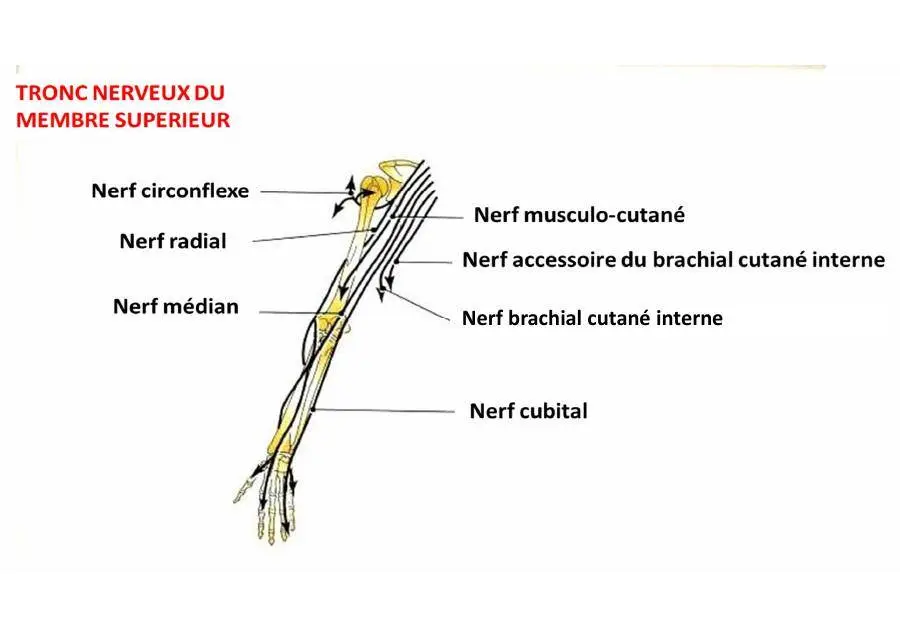 TRONC NERVEUX DU
MEMBRE SUPERIEUR
Nerf circonflexe
Nerf musculo-cutané
Nerf radial
Nerf accessoire du brachial cutané interne
Nerf médian
Nerf brachial cutané interne
Nerf cubital